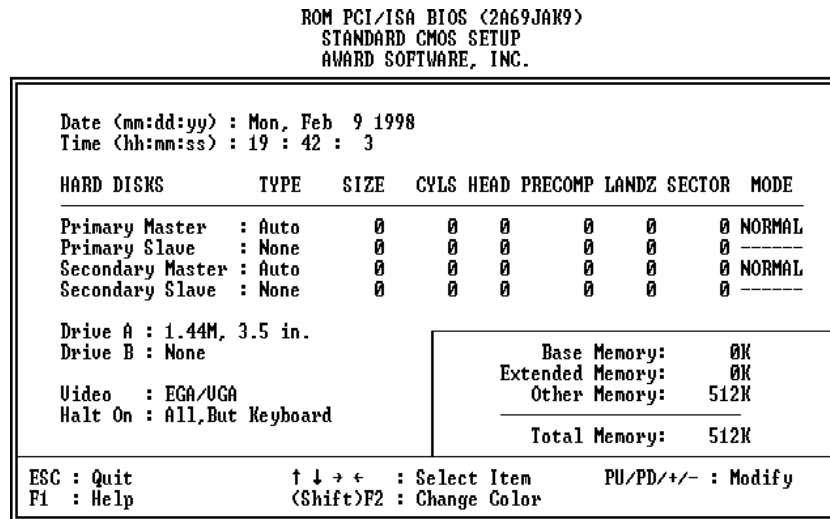 ROM PCI/ISA BIOS (2A69JAK9)
STANDARD CMOS SETUP
AWARD SOFTWARE, INC.
Date (mm:dd:yy) : Mon, Feb 9 1998
Time (hh:mm:ss) : 19 : 42 : 3
HARD DISKS TYPE SIZE CYLS HEAD PRECOMP LANDZ SECTOR MODE
Primary Master : Auto 0 0 0 0 0 0 NORMAL
Primary Slave : None 0 0 0 0 0 0 ------
Secondary Master : Auto 0 0 0 0 0 0 NORMAL
Secondary Slave : None 0 0 0 0 0 0 ------
Drive A : 1.44M, 3.5 in.
Drive B : None
Video : EGA/VGA
Halt On : All,But Keyboard
Base Memory: 0K
Extended Memory: 0K
Other Memory: 512K
Total Memory: 512K
ESC : Quit ↑ ↓ → ← : Select Item PU/PD/+/- : Modify
F1 : Help (Shift)F2 : Change Color